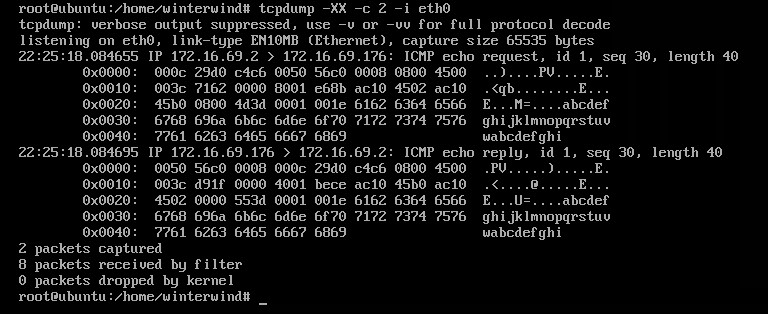 root@ubuntu:/home/winterwind# tcpdump -XX -c 2 -i eth0
tcpdump: verbose output suppressed, use -v or -vv for full protocol decode
listening on eth0, link-type EN10MB (Ethernet), capture size 65535 bytes
22:25:18.084655 IP 172.16.69.2 > 172.16.69.176: ICMP echo request, id 1, seq 30, length 40
0x0000: 000c 29d0 c4c6 0050 56c0 0008 0800 4500 ..)....PV.....E.
0x0010: 003c 7162 0000 8001 e68b ac10 4502 ac10 .<qb........E...
0x0020: 45b0 0800 4d3d 0001 001e 6162 6364 6566 E...M=....abcdef
0x0030: 6768 696a 6b6c 6d6e 6f70 7172 7374 7576 ghijklmnopqrstuv
0x0040: 7761 6263 6465 6667 6869 wabcdefghi
22:25:18.084695 IP 172.16.69.176 > 172.16.69.2: ICMP echo reply, id 1, seq 30, length 40
0x0000: 0050 56c0 0008 000c 29d0 c4c6 0800 4500 .PV.....).....E.
0x0010: 003c d91f 0000 4001 bece ac10 45b0 ac10 .<....@.....E...
0x0020: 4502 0000 553d 0001 001e 6162 6364 6566 E...U=....abcdef
0x0030: 6768 696a 6b6c 6d6e 6f70 7172 7374 7576 ghijklmnopqrstuv
0x0040: 7761 6263 6465 6667 6869 wabcdefghi
2 packets captured
8 packets received by filter
0 packets dropped by kernel
root@ubuntu:/home/winterwind# _